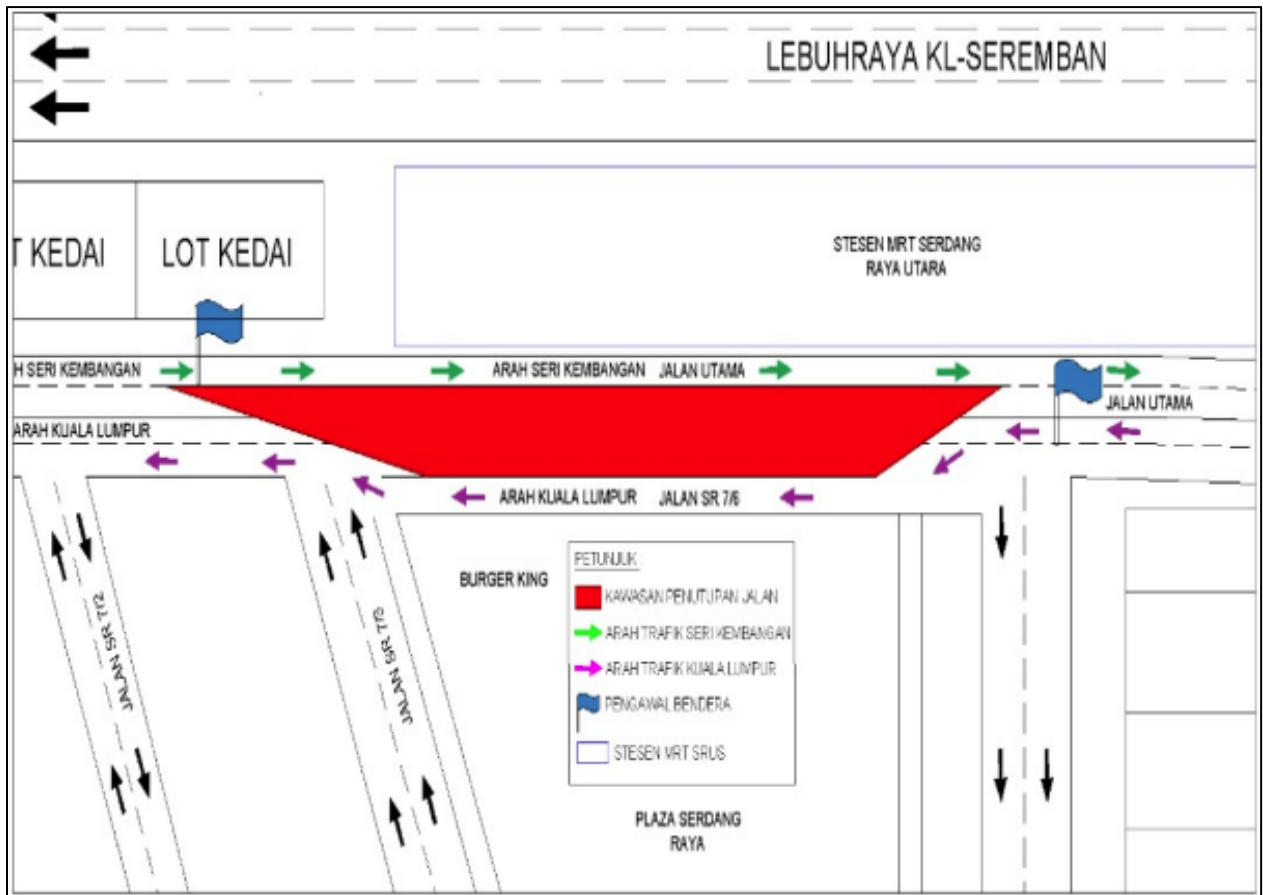 LEBUHRAYA KL-SEREMBAN
T KEDAI
LOT KEDAI
STESEN MRT SERDANG
RAYA UTARA
H SERI KEMBANGAN
ARAH SERI KEMBANGAN
JALAN UTAMA
JALAN UTAMA
ARAH KUALA LUMPUR
ARAH KUALA LUMPUR
JALAN SR 7/6
BURGER KING
PETUNJUK :
KAWASAN PENUTUPAN JALAN
ARAH TRAFIK SERI KEMBANGAN
ARAH TRAFIK KUALA LUMPUR
PENGAWAL BENDERA
STESEN MRT SRUS
JALAN SR 7/2
JALAN SR 7/3
PLAZA SERDANG
RAYA